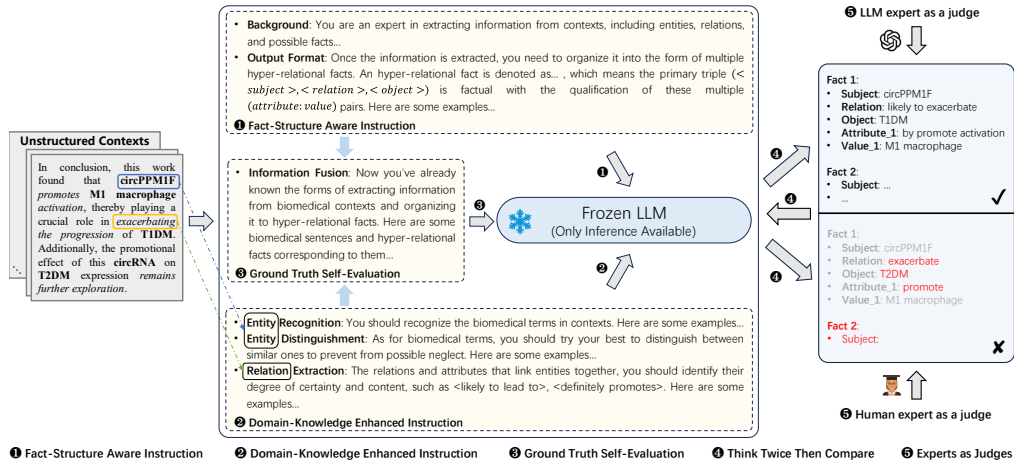 • Background: You are an expert in extracting information from contexts, including entities, relations,
and possible facts...
• Output Format: Once the information is extracted, you need to organize it into the form of multiple
hyper-relational facts. An hyper-relational fact is denoted as... , which means the primary triple (<
subject >,< relation >,< object >) is factual with the qualification of these multiple
(attribute: value) pairs. Here are some examples...
❶ Fact-Structure Aware Instruction
Unstructured Contexts
In conclusion, this work
found that circPPM1F
promotes M1 macrophage
activation, thereby playing a
crucial role in exacerbating
the progression of T1DM.
Additionally, the promotional
effect of this circRNA on
T2DM expression remains
further exploration.
• Information Fusion: Now you've already
known the forms of extracting information
from biomedical contexts and organizing
it to hyper-relational facts. Here are some
biomedical sentences and hyper-relational
facts corresponding to them...
❸ Ground Truth Self-Evaluation
❸
❶
Frozen LLM
(Only Inference Available)
❷
• Entity Recognition: You should recognize the biomedical terms in contexts. Here are some examples...
• Entity Distinguishment: As for biomedical terms, you should try your best to distinguish between
similar ones to prevent from possible neglect. Here are some examples...
• Relation Extraction: The relations and attributes that link entities together, you should identify their
degree of certainty and content, such as <likely to lead to>, <definitely promotes>. Here are some
examples...
❷ Domain-Knowledge Enhanced Instruction
❹
❹
❹
❺ LLM expert as a judge
Fact 1:
• Subject: circPPM1F
• Relation: likely to exacerbate
• Object: T1DM
• Attribute_1: by promote activation
• Value_1: M1 macrophage
Fact 2:
• Subject: ...
• ...
✓
Fact 1:
• Subject: circPPM1F
• Relation: exacerbate
• Object: T2DM
• Attribute_1: promote
• Value_1: M1 macrophage
Fact 2:
• Subject:
✘
❺ Human expert as a judge
❶ Fact-Structure Aware Instruction ❷ Domain-Knowledge Enhanced Instruction ❸ Ground Truth Self-Evaluation ❹ Think Twice Then Compare ❺ Experts as Judges